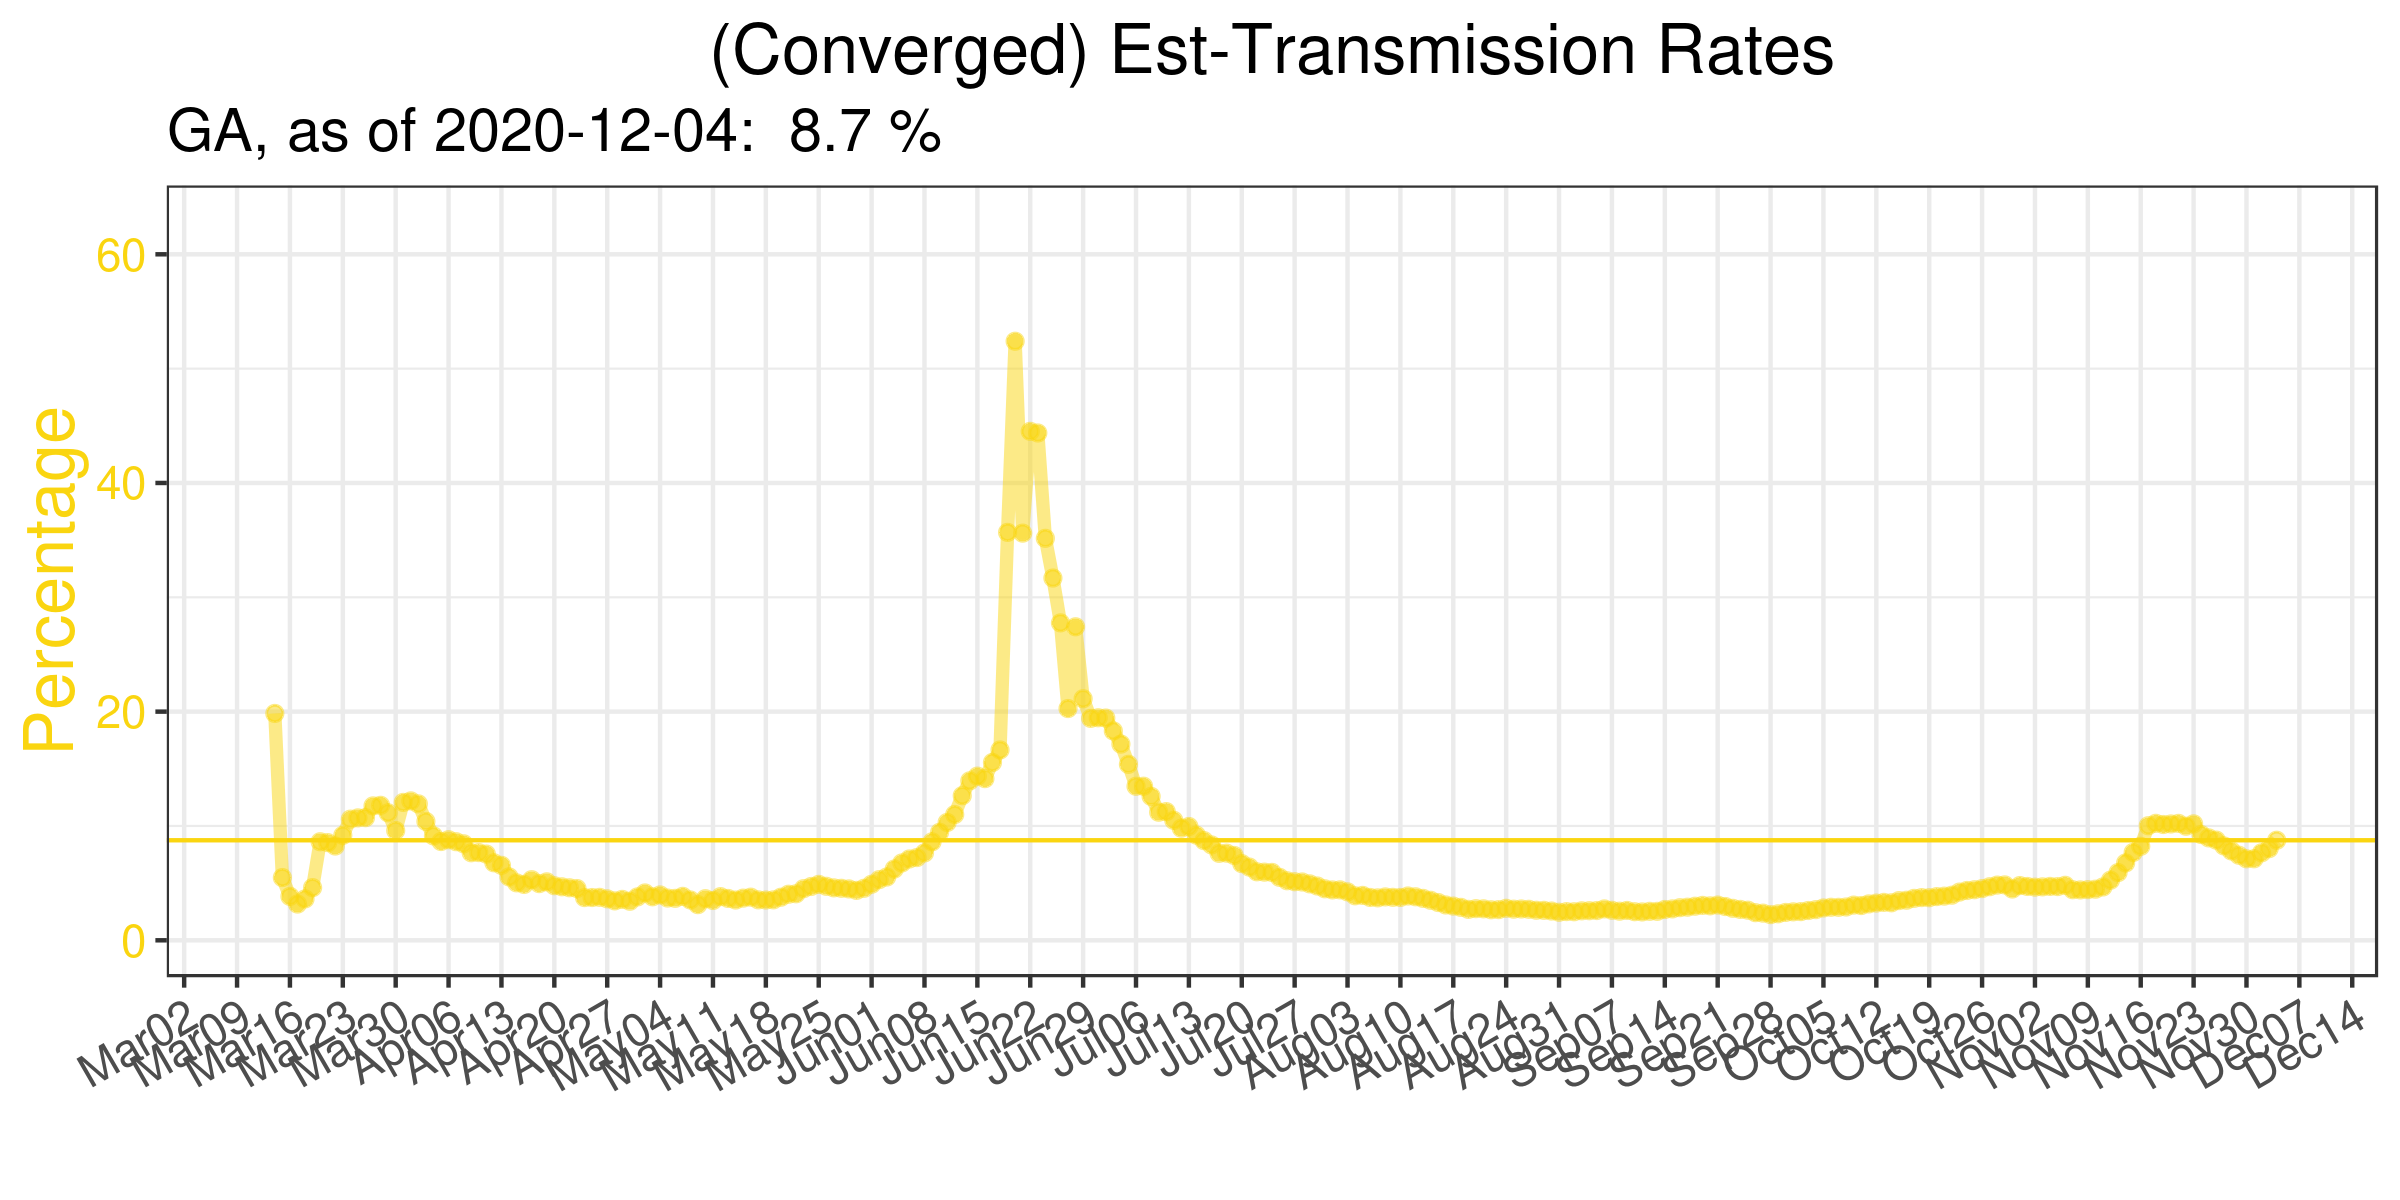 (Converged) Est-Transmission Rates
GA, as of 2020-12-04:  8.7 %
Percentage
60
40
20
0
Mar02
Mar09
Mar16
Mar23
Mar30
Apr06
Apr13
Apr20
Apr27
May04
May11
May18
May25
Jun01
Jun08
Jun15
Jun22
Jun29
Jul06
Jul13
Jul20
Jul27
Aug03
Aug10
Aug17
Aug24
Aug31
Sep07
Sep14
Sep21
Sep28
Oct05
Oct12
Oct19
Oct26
Nov02
Nov09
Nov16
Nov23
Nov30
Dec07
Dec14